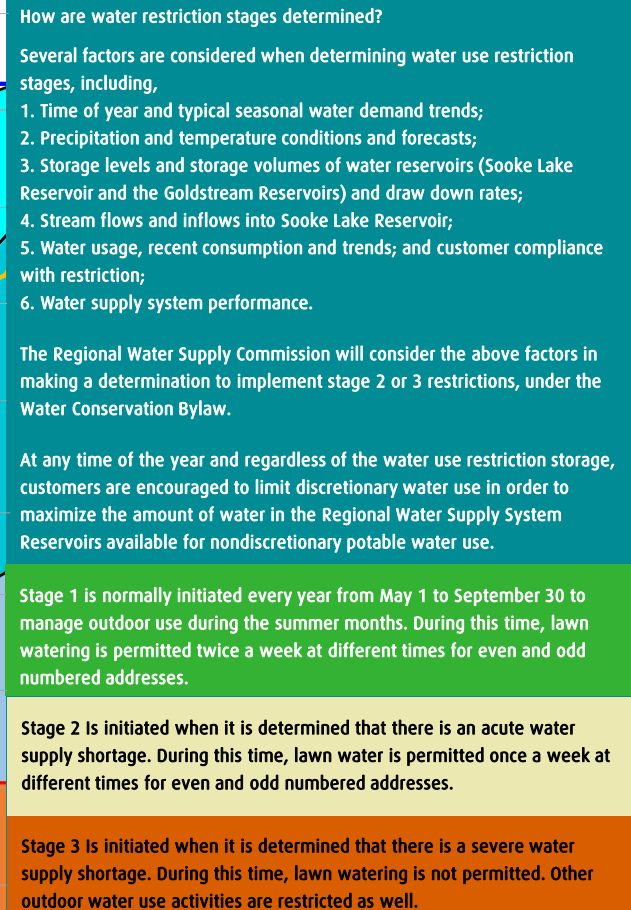 How are water restriction stages determined?
Several factors are considered when determining water use restriction
stages, including,
1. Time of year and typical seasonal water demand trends;
2. Precipitation and temperature conditions and forecasts;
3. Storage levels and storage volumes of water reservoirs (Sooke Lake
Reservoir and the Goldstream Reservoirs) and draw down rates;
4. Stream flows and inflows into Sooke Lake Reservoir;
5. Water usage, recent consumption and trends; and customer compliance
with restriction;
6. Water supply system performance.
The Regional Water Supply Commission will consider the above factors in
making a determination to implement stage 2 or 3 restrictions, under the
Water Conservation Bylaw.
At any time of the year and regardless of the water use restriction storage,
customers are encouraged to limit discretionary water use in order to
maximize the amount of water in the Regional Water Supply System
Reservoirs available for nondiscretionary potable water use.
Stage 1 is normally initiated every year from May 1 to September 30 to
manage outdoor use during the summer months. During this time, lawn
watering is permitted twice a week at different times for even and odd
numbered addresses.
Stage 2 Is initiated when it is determined that there is an acute water
supply shortage. During this time, lawn water is permitted once a week at
different times for even and odd numbered addresses.
Stage 3 Is initiated when it is determined that there is a severe water
supply shortage. During this time, lawn watering is not permitted. Other
outdoor water use activities are restricted as well.